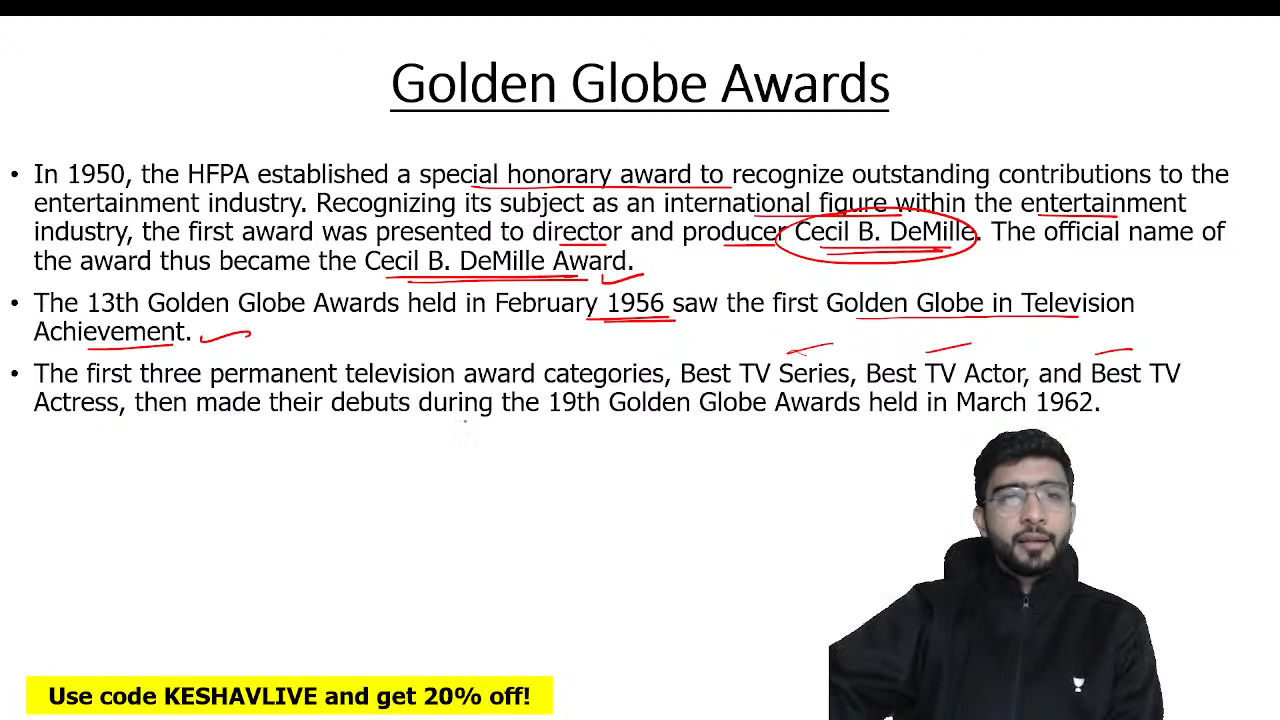 Golden Globe Awards
• In 1950, the HFPA established a special honorary award to recognize outstanding contributions to the
entertainment industry. Recognizing its subject as an international figure within the entertainment
industry, the first award was presented to director and producer Cecil B. DeMille. The official name of
the award thus became the Cecil B. DeMille Award.
• The 13th Golden Globe Awards held in February 1956 saw the first Golden Globe in Television
Achievement.
• The first three permanent television award categories, Best TV Series, Best TV Actor, and Best TV
Actress, then made their debuts during the 19th Golden Globe Awards held in March 1962.
Use code KESHAVLIVE and get 20% off!